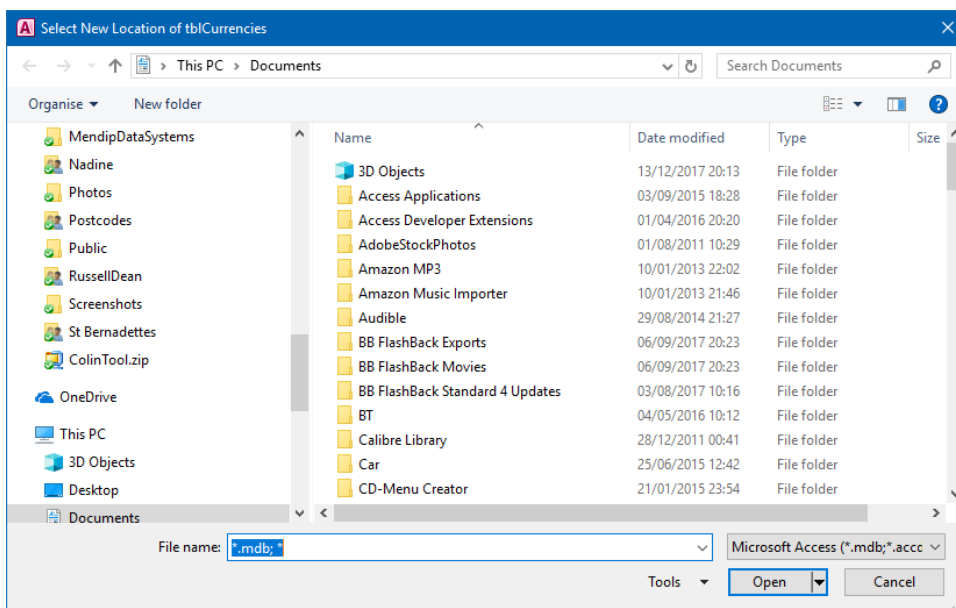 Select New Location of tblCurrencies
This PC > Documents
Search Documents
Organise
New folder
MendipDataSystems
Nadine
Photos
Postcodes
Public
RussellDean
Screenshots
St Bernadettes
ColinTool.zip
OneDrive
This PC
3D Objects
Desktop
Documents
Name Date modified Type Size
3D Objects 13/12/2017 20:13 File folder
Access Applications 03/09/2015 18:28 File folder
Access Developer Extensions 01/04/2016 20:20 File folder
AdobeStockPhotos 01/08/2011 10:29 File folder
Amazon MP3 10/01/2013 22:02 File folder
Amazon Music Importer 10/01/2013 21:46 File folder
Audible 29/08/2014 21:27 File folder
BB FlashBack Exports 06/09/2017 20:23 File folder
BB FlashBack Movies 06/09/2017 20:23 File folder
BB FlashBack Standard 4 Updates 03/08/2017 10:16 File folder
BT 04/05/2016 10:12 File folder
Calibre Library 28/12/2011 00:41 File folder
Car 25/06/2015 12:42 File folder
CD-Menu Creator 21/01/2015 23:54 File folder
File name: *.mdb; *
Microsoft Access (*.mdb;*.accc
Tools
Open
Cancel